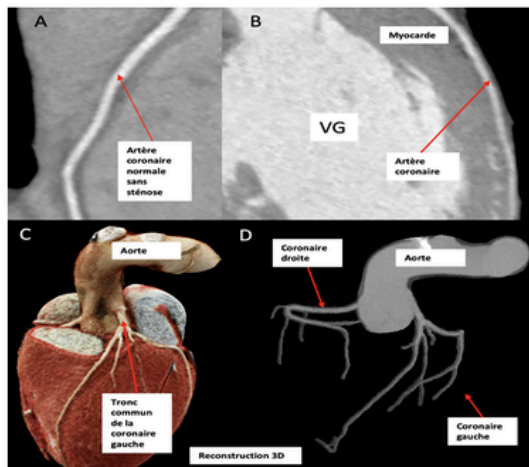 A
Artère
coronaire
normale
sans
sténose
B
Myocarde
VG
Artère
coronaire
C
Aorte
Tronc
commun
de la
coronaire
gauche
Reconstruction 3D
D
Coronaire
droite
Aorte
Coronaire
gauche